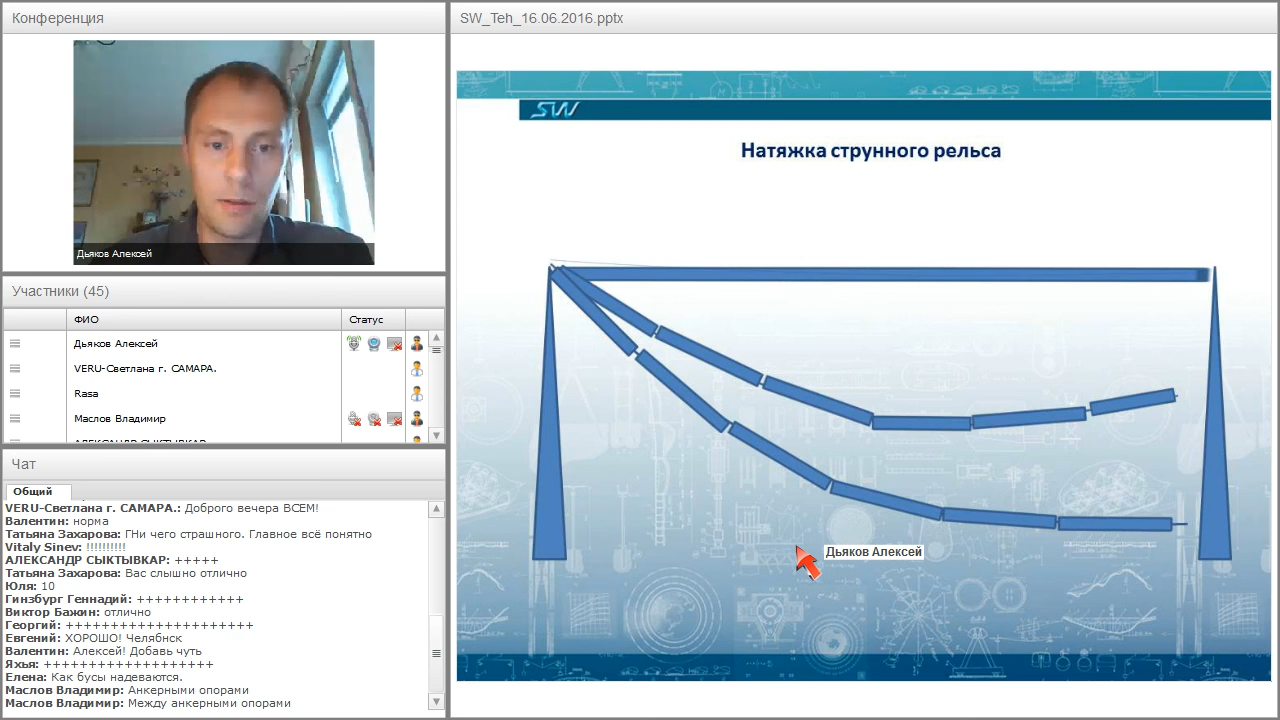 Конференция
Дьяков Алексей
Участники (45)
ФИО
Статус
Дьяков Алексей
VERU-Светлана г. САМАРА.
Rasa
Маслов Владимир
АЛЕКСАНДР СЫКТЫВКАР
Чат
Общий
VERU-Светлана г. САМАРА.: Доброго вечера ВСЕМ!
Валентин: норма
Татьяна Захарова: ГНи чего страшного. Главное всё понятно
Vitaly Sinev: !!!!!!!!!!
АЛЕКСАНДР СЫКТЫВКАР: +++++
Татьяна Захарова: Вас слышно отлично
Юля: 10
Гинзбург Геннадий: ++++++++++++
Виктор Бажин: отлично
Георгий: +++++++++++++++++++++
Евгений: ХОРОШО! Челябнск
Валентин: Алексей! Добавь чуть
Яхья: +++++++++++++++++++
Елена: Как бусы надеваются.
Маслов Владимир: Анкерными опорами
Маслов Владимир: Между анкерными опорами
SW_Teh_16.06.2016.pptx
SW
Натяжка струнного рельса
Дьяков Алексей